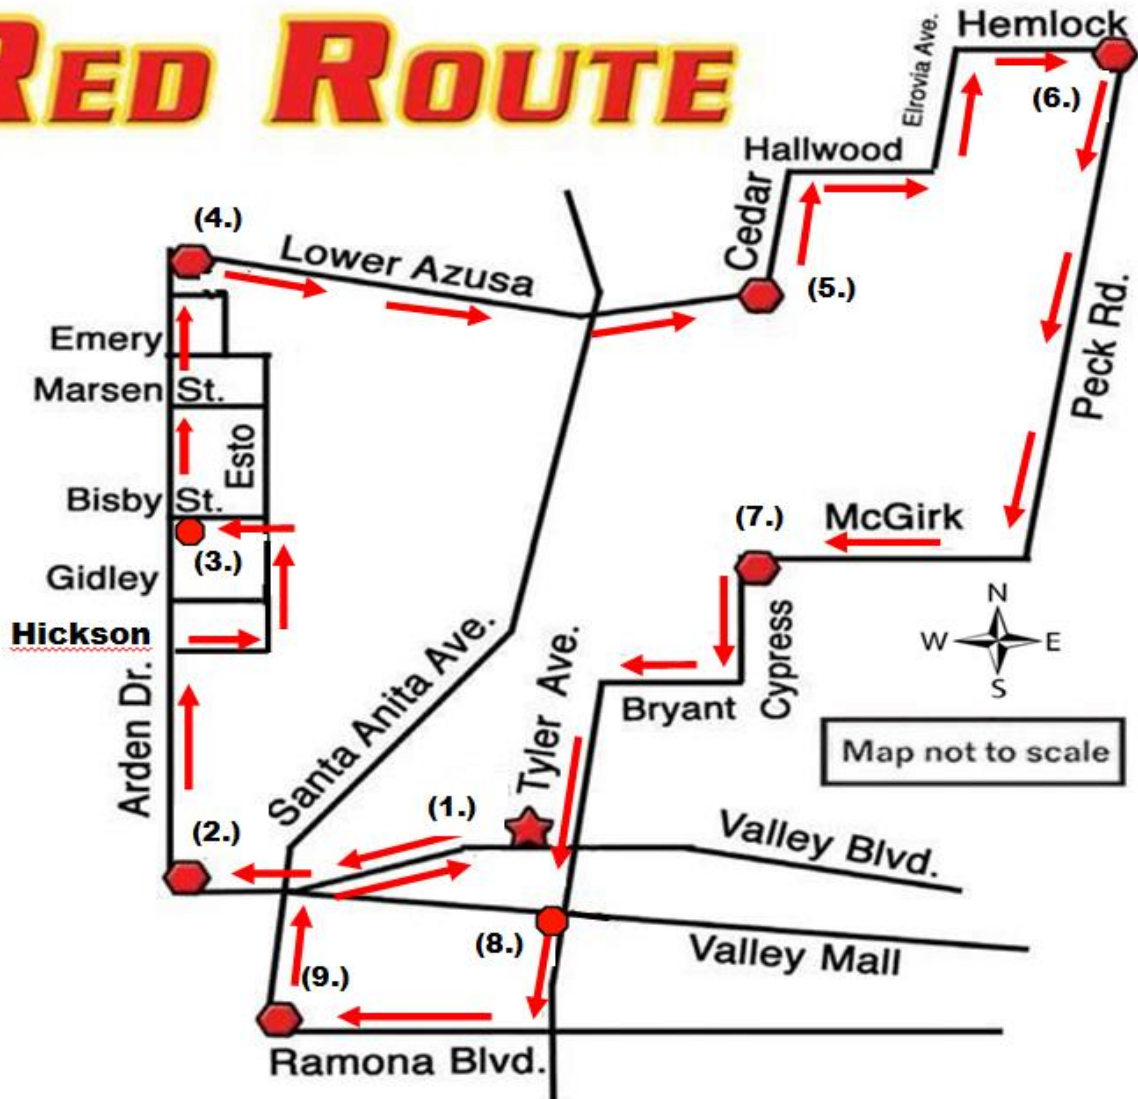 RED ROUTE
Hemlock
Elrovia Ave.
(6.)
Hallwood
Cedar
(5.)
(4.)
Lower Azusa
Peck Rd.
Emery
Marsen St.
Esto
Bisby St.
(3.)
Gidley
Hickson
(7.)
McGirk
N
W E
S
Cypress
Bryant
Map not to scale
Arden Dr.
Santa Anita Ave.
Tyler Ave.
(1.)
(2.)
Valley Blvd.
(8.)
Valley Mall
(9.)
Ramona Blvd.